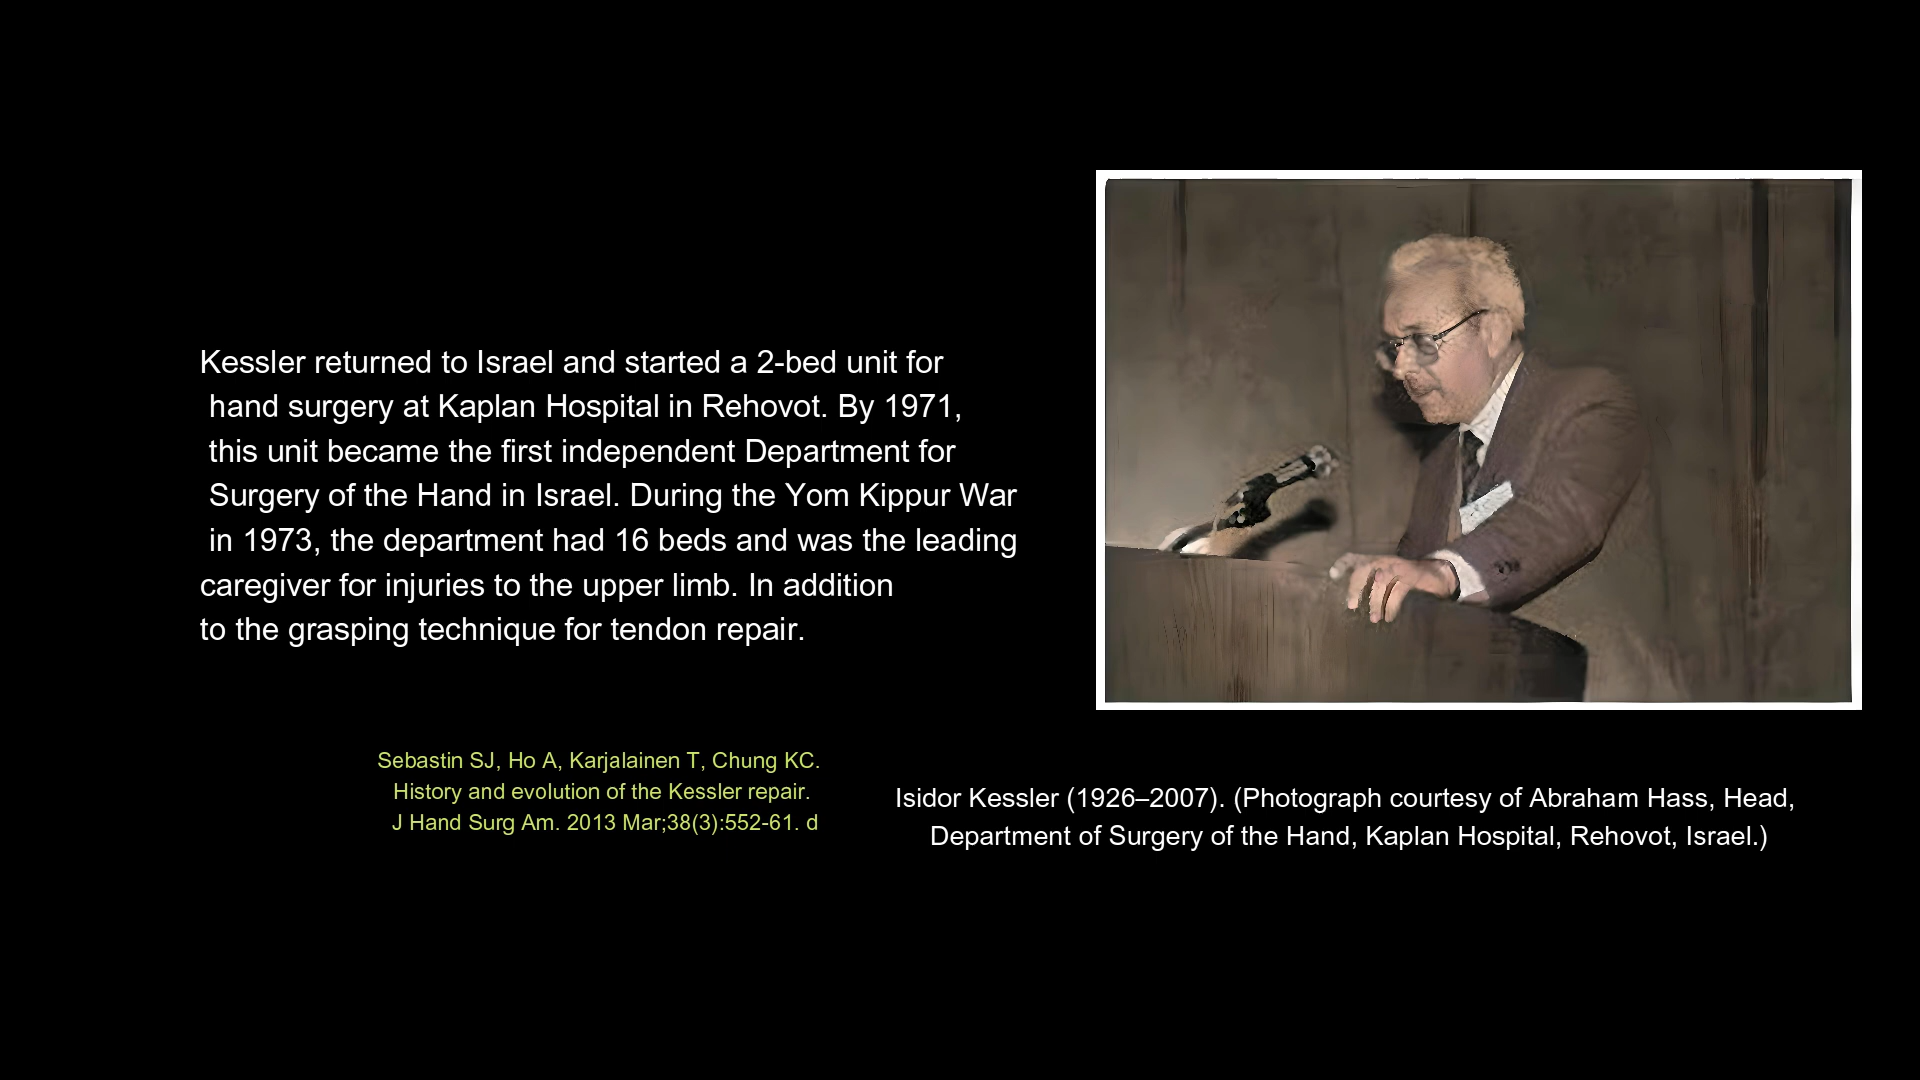 Kessler returned to Israel and started a 2-bed unit for
hand surgery at Kaplan Hospital in Rehovot. By 1971,
this unit became the first independent Department for
Surgery of the Hand in Israel. During the Yom Kippur War
in 1973, the department had 16 beds and was the leading
caregiver for injuries to the upper limb. In addition
to the grasping technique for tendon repair.
Sebastin SJ, Ho A, Karjalainen T, Chung KC.
History and evolution of the Kessler repair.
J Hand Surg Am. 2013 Mar;38(3):552-61. d
Isidor Kessler (1926–2007). (Photograph courtesy of Abraham Hass, Head,
Department of Surgery of the Hand, Kaplan Hospital, Rehovot, Israel.)